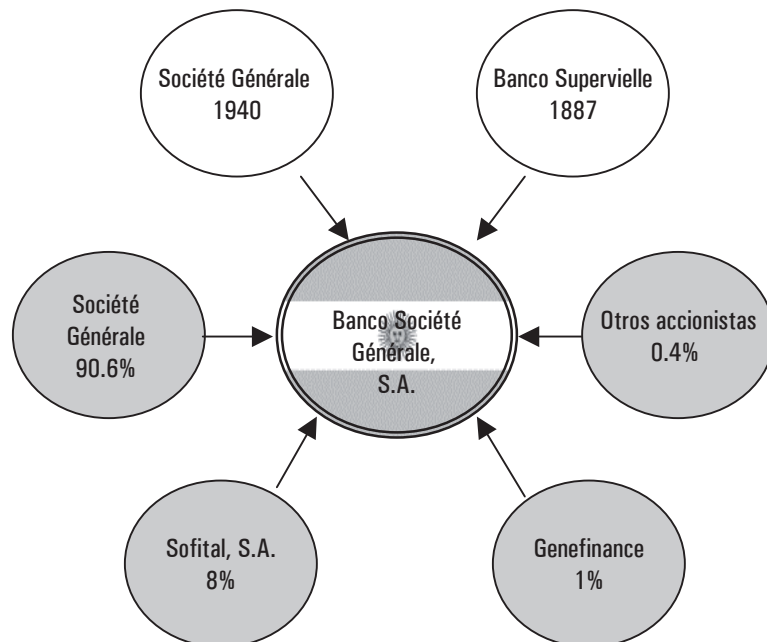 Société Générale
1940
Banco Supervielle
1887
Société
Générale
90.6%
Banco Société
Générale,
S.A.
Otros accionistas
0.4%
Sofital, S.A.
8%
Genefinance
1%